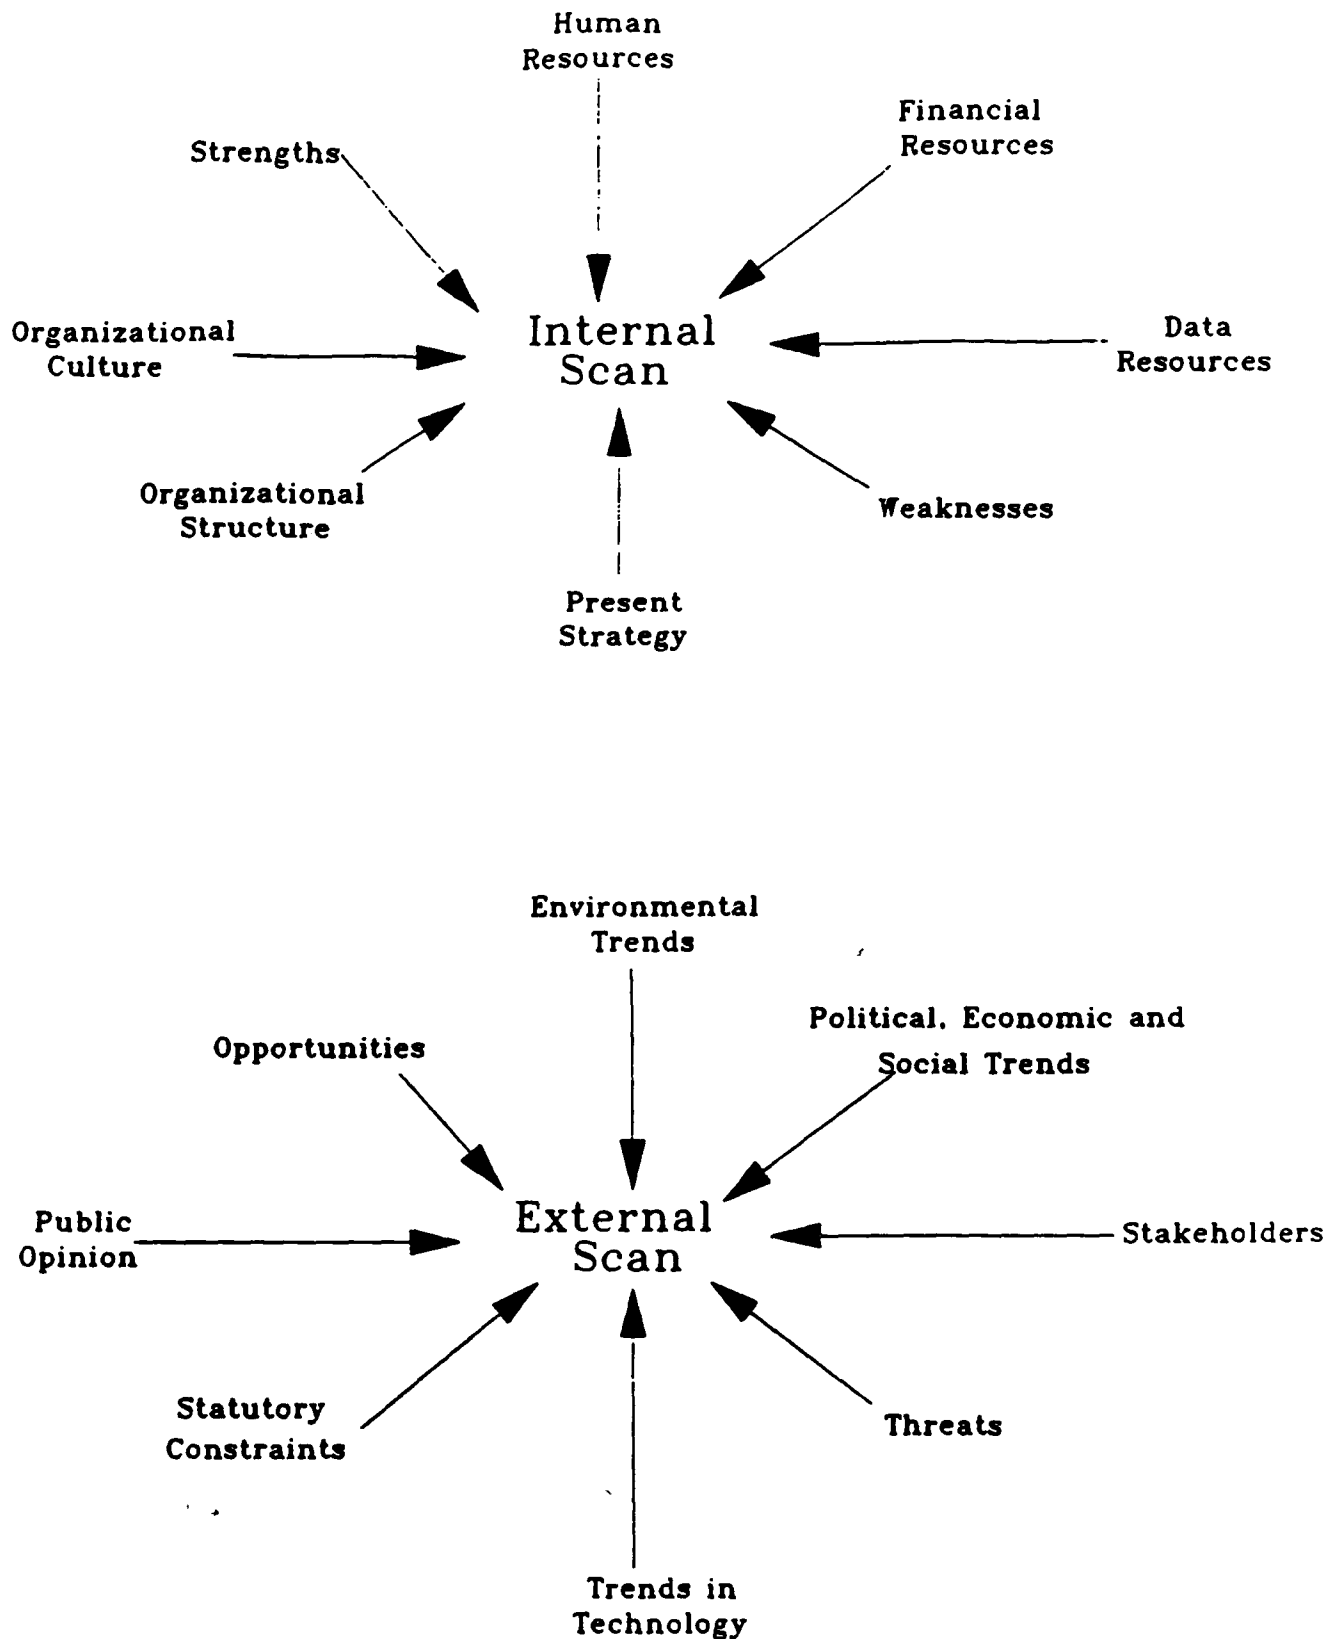 Human
Resources
Financial
Resources
Strengths
Organizational
Culture
Internal
Scan
Data
Resources
Organizational
Structure
Weaknesses
Present
Strategy
Environmental
Trends
Political, Economic and
Social Trends
Opportunities
Public
Opinion
External
Scan
Stakeholders
Statutory
Constraints
Threats
Trends in
Technology